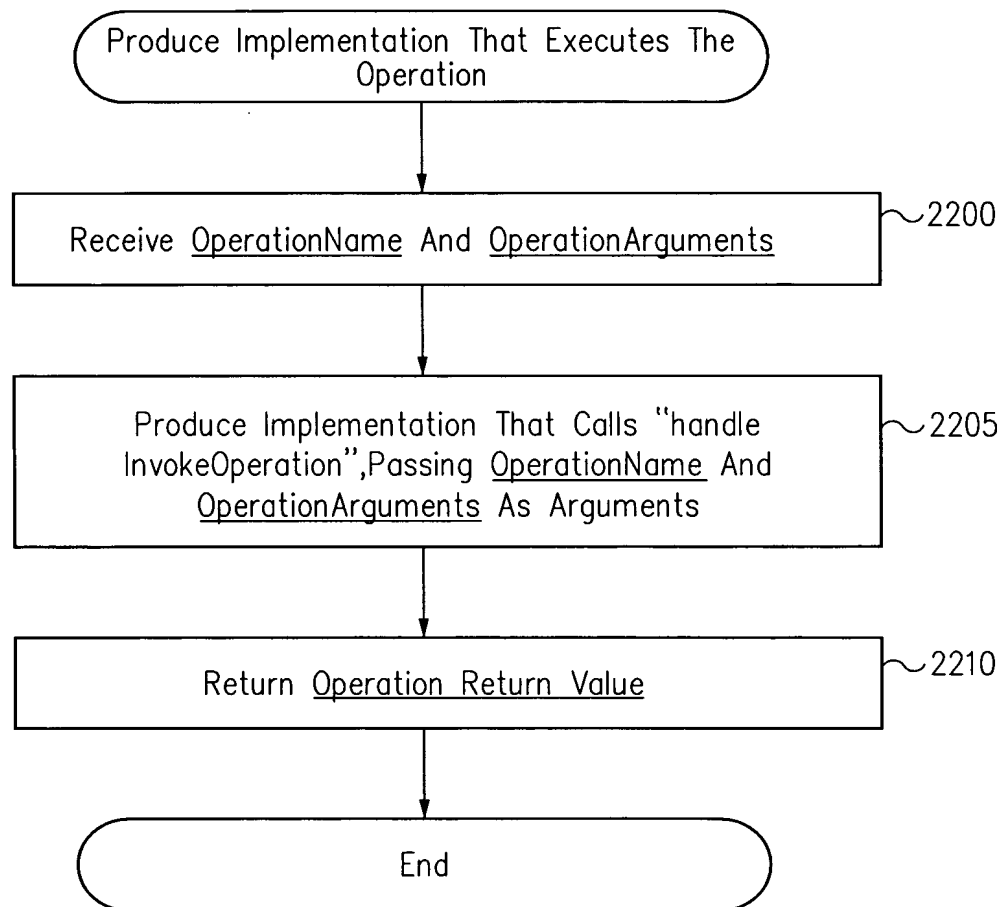 Produce Implementation That Executes The
Operation
Receive OperationName And OperationArguments
2200
Produce Implementation That Calls "handle
InvokeOperation",Passing OperationName And
OperationArguments As Arguments
2205
Return Operation Return Value
2210
End